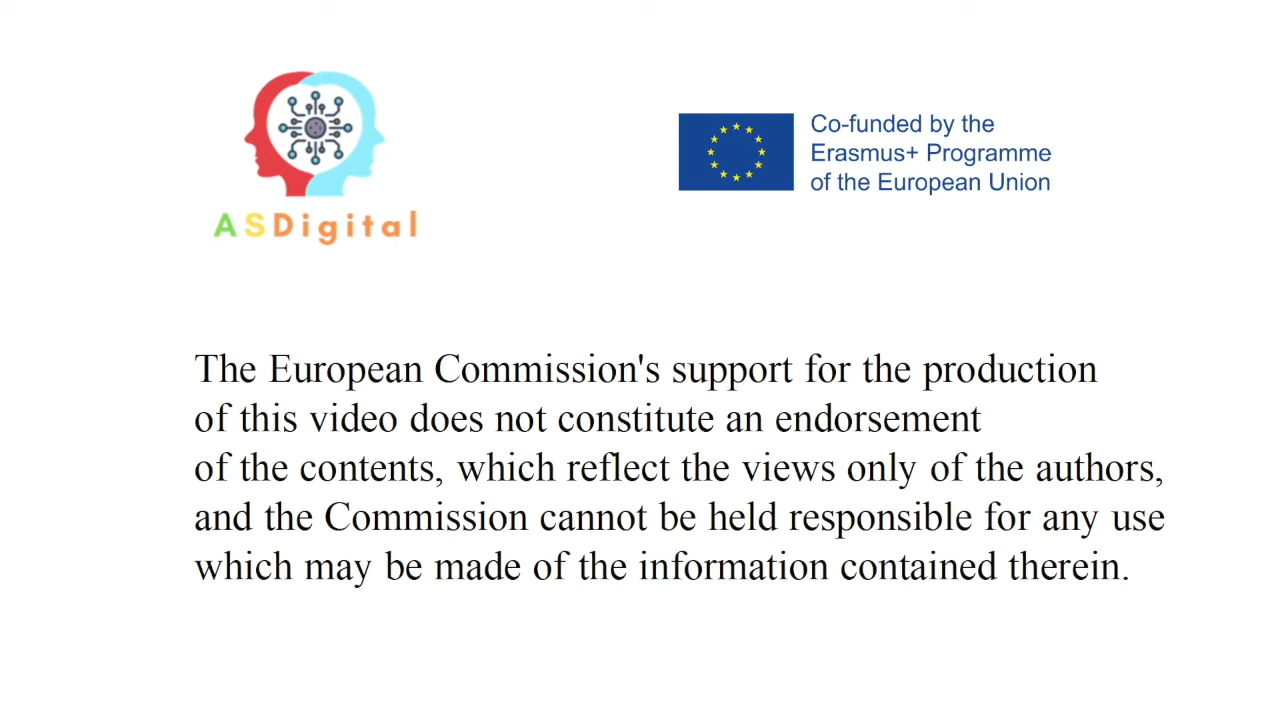 ASDigital
Co-funded by the
Erasmus+ Programme
of the European Union
The European Commission's support for the production
of this video does not constitute an endorsement
of the contents, which reflect the views only of the authors,
and the Commission cannot be held responsible for any use
which may be made of the information contained therein.